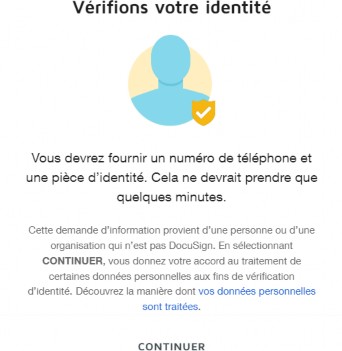 Vérifions votre identité
Vous devrez fournir un numéro de téléphone et
une pièce d'identité. Cela ne devrait prendre que
quelques minutes.
Cette demande d'information provient d'une personne ou d'une
organisation qui n'est pas DocuSign. En sélectionnant
CONTINUER, vous donnez votre accord au traitement de
certaines données personnelles aux fins de vérification
d'identité. Découvrez la manière dont vos données personnelles
sont traitées.
CONTINUER